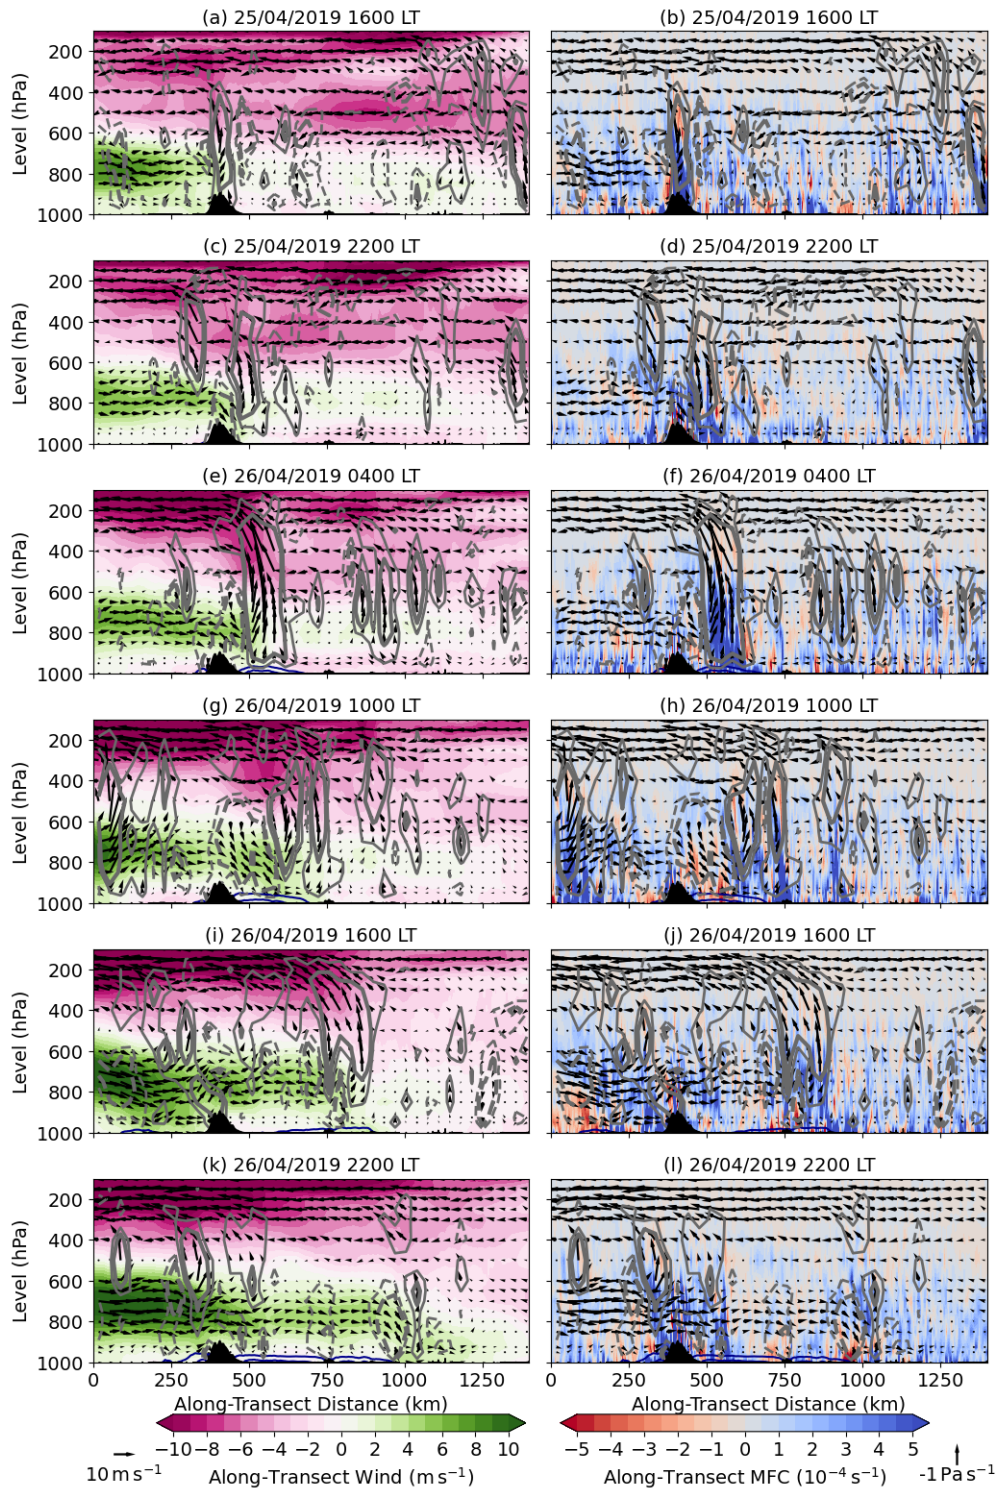 (a) 25/04/2019 1600 LT
(b) 25/04/2019 1600 LT
Level (hPa)
200
400
600
800
1000
(c) 25/04/2019 2200 LT
(d) 25/04/2019 2200 LT
Level (hPa)
200
400
600
800
1000
(e) 26/04/2019 0400 LT
(f) 26/04/2019 0400 LT
Level (hPa)
200
400
600
800
1000
(g) 26/04/2019 1000 LT
(h) 26/04/2019 1000 LT
Level (hPa)
200
400
600
800
1000
(i) 26/04/2019 1600 LT
(j) 26/04/2019 1600 LT
Level (hPa)
200
400
600
800
1000
(k) 26/04/2019 2200 LT
(l) 26/04/2019 2200 LT
Level (hPa)
200
400
600
800
1000
0 250 500 750 1000 1250
0 250 500 750 1000 1250
Along-Transect Distance (km)
Along-Transect Distance (km)
−10 −8 −6 −4 −2 0 2 4 6 8 10
−5 −4 −3 −2 −1 0 1 2 3 4 5
10 m s⁻¹
Along-Transect Wind (m s⁻¹)
Along-Transect MFC (10⁻⁴ s⁻¹)
-1 Pa s⁻¹